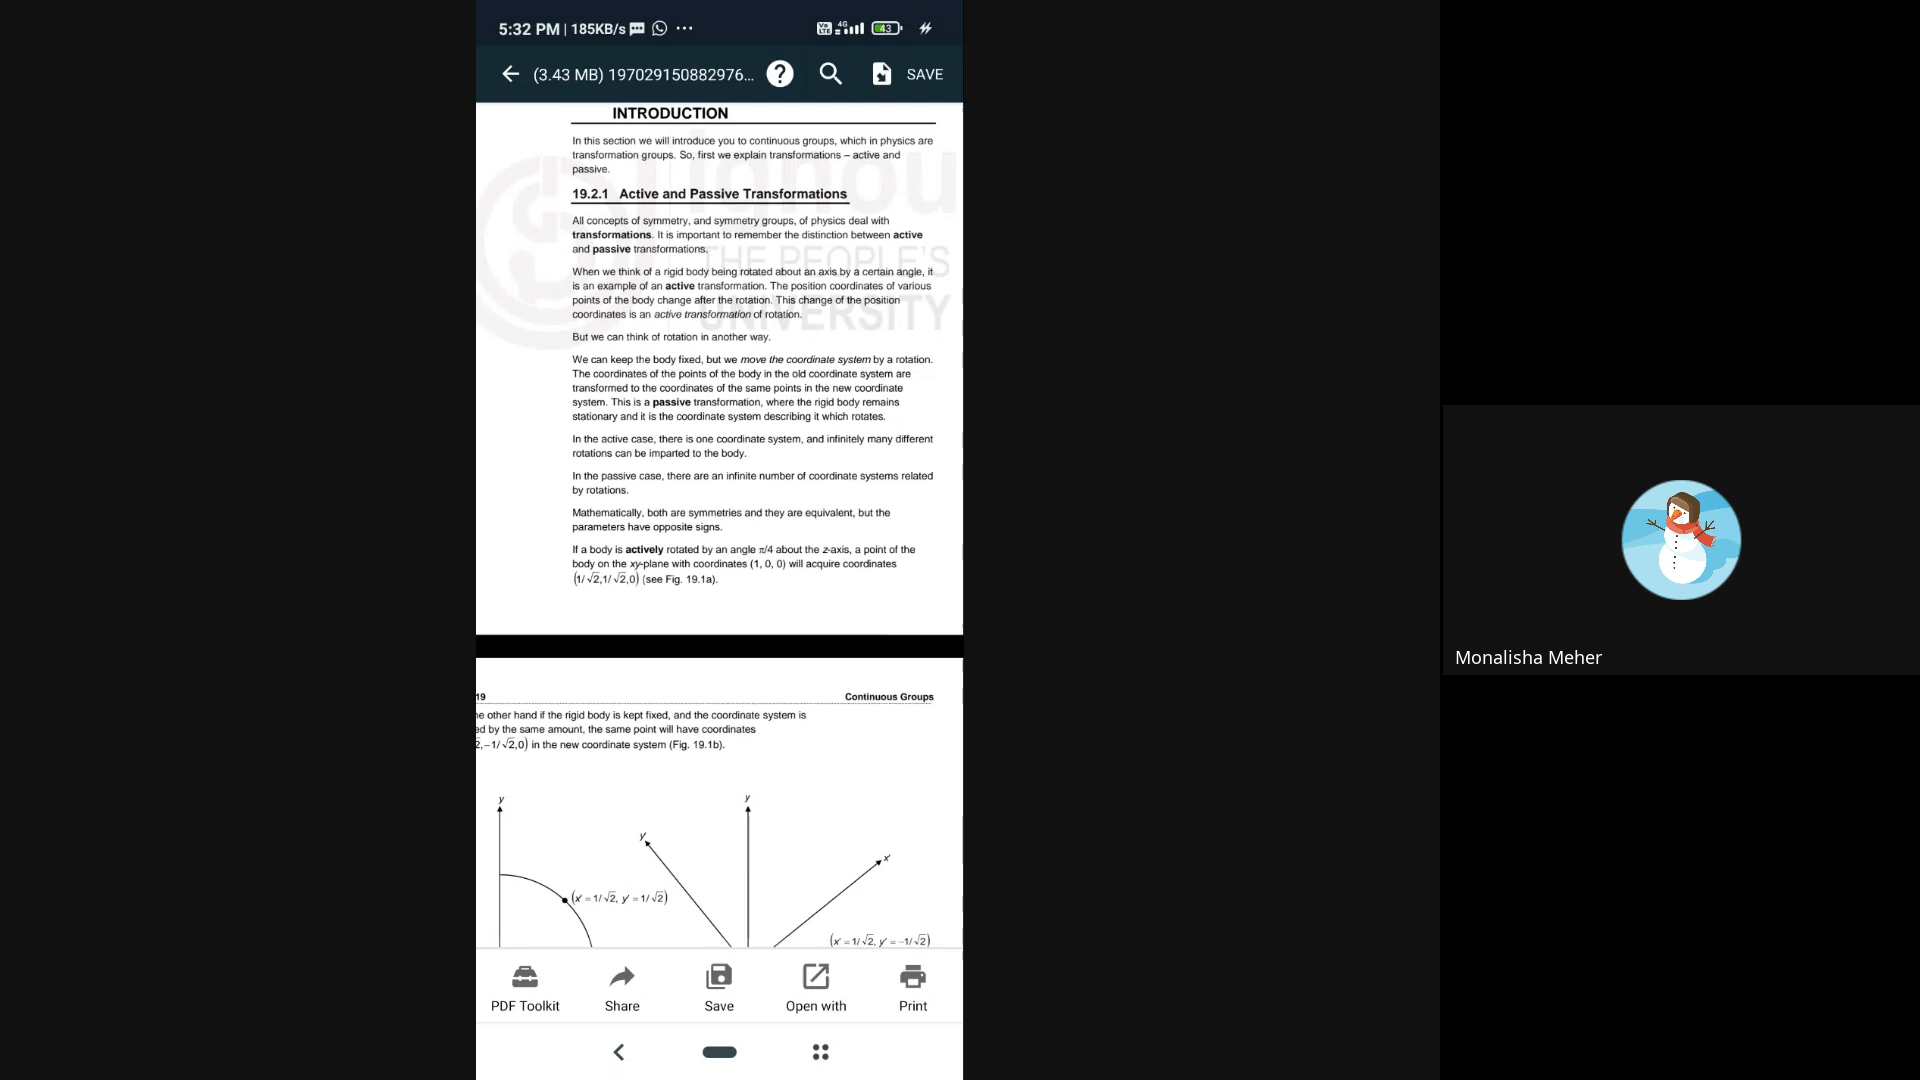 5:32 PM | 185KB/s
4G
43
(3.43 MB) 197029150882976...
SAVE
INTRODUCTION
In this section we will introduce you to continuous groups, which in physics are
transformation groups. So, first we explain transformations – active and
passive.
19.2.1 Active and Passive Transformations
All concepts of symmetry, and symmetry groups, of physics deal with
transformations. It is important to remember the distinction between active
and passive transformations.
When we think of a rigid body being rotated about an axis by a certain angle, it
is an example of an active transformation. The position coordinates of various
points of the body change after the rotation. This change of the position
coordinates is an active transformation of rotation.
But we can think of rotation in another way.
We can keep the body fixed, but we move the coordinate system by a rotation.
The coordinates of the points of the body in the old coordinate system are
transformed to the coordinates of the same points in the new coordinate
system. This is a passive transformation, where the rigid body remains
stationary and it is the coordinate system describing it which rotates.
In the active case, there is one coordinate system, and infinitely many different
rotations can be imparted to the body.
In the passive case, there are an infinite number of coordinate systems related
by rotations.
Mathematically, both are symmetries and they are equivalent, but the
parameters have opposite signs.
If a body is actively rotated by an angle π/4 about the z-axis, a point of the
body on the xy-plane with coordinates (1, 0, 0) will acquire coordinates
(1/√2,1/√2,0) (see Fig. 19.1a).
ignou
THE PEOPLE'S
UNIVERSITY
19 Continuous Groups
he other hand if the rigid body is kept fixed, and the coordinate system is
ed by the same amount, the same point will have coordinates
2,−1/√2,0) in the new coordinate system (Fig. 19.1b).
y
y
y'
x'
(x' = 1/√2, y' = 1/√2)
(x' = 1/√2, y' = −1/√2)
PDF Toolkit
Share
Save
Open with
Print
Monalisha Meher